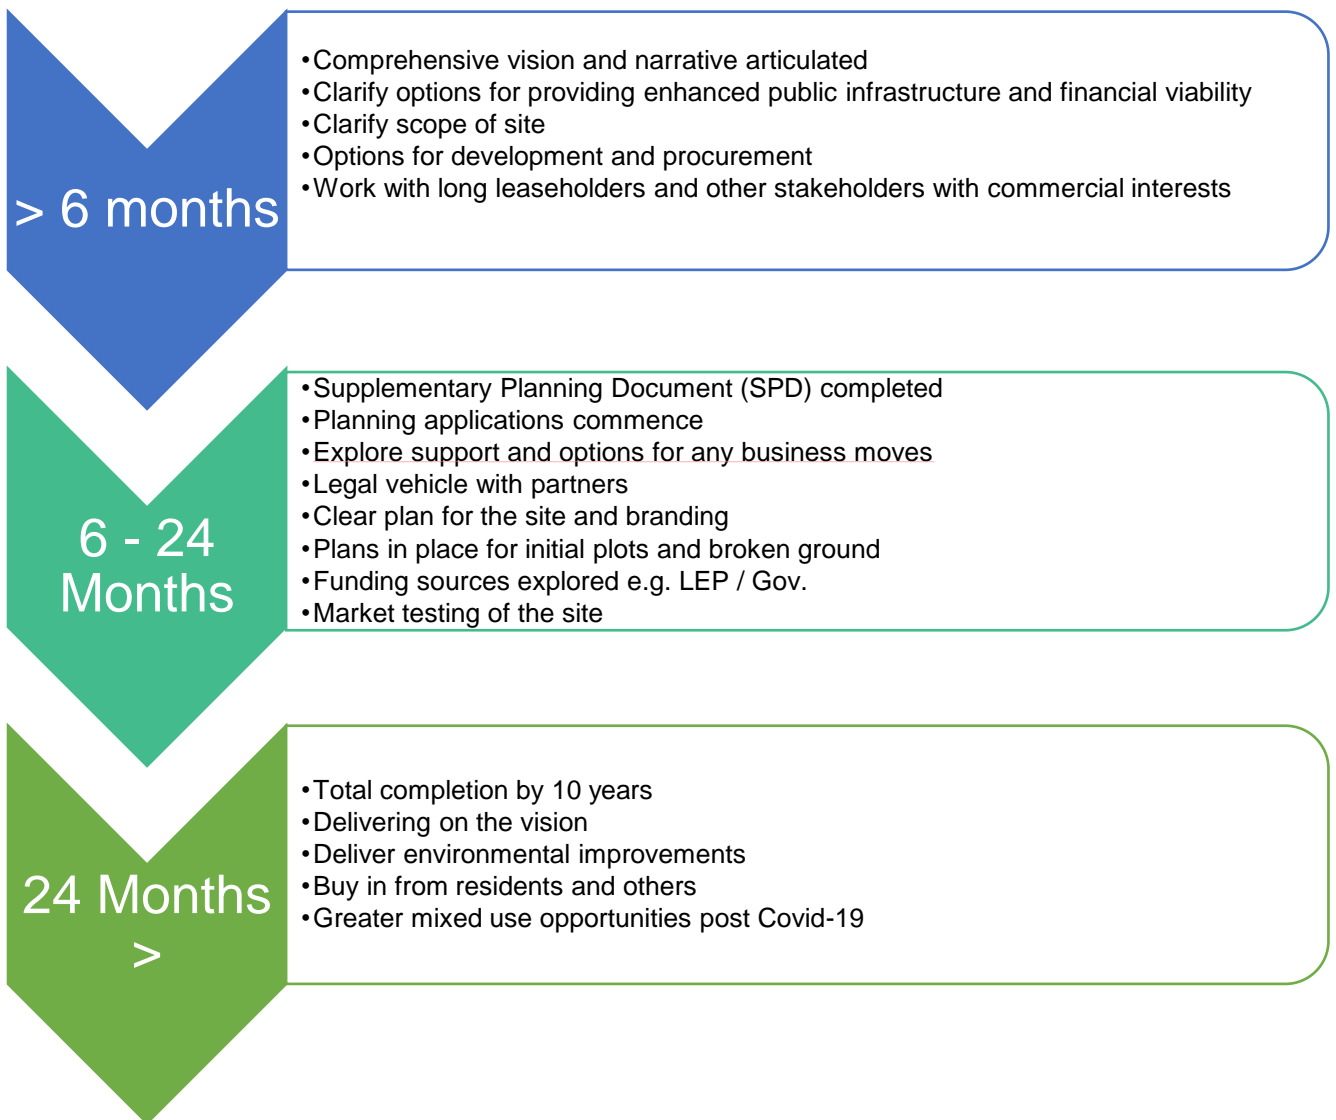 > 6 months
•Comprehensive vision and narrative articulated
•Clarify options for providing enhanced public infrastructure and financial viability
•Clarify scope of site
•Options for development and procurement
•Work with long leaseholders and other stakeholders with commercial interests
6 - 24
Months
•Supplementary Planning Document (SPD) completed
•Planning applications commence
•Explore support and options for any business moves
•Legal vehicle with partners
•Clear plan for the site and branding
•Plans in place for initial plots and broken ground
•Funding sources explored e.g. LEP / Gov.
•Market testing of the site
24 Months
>
•Total completion by 10 years
•Delivering on the vision
•Deliver environmental improvements
•Buy in from residents and others
•Greater mixed use opportunities post Covid-19